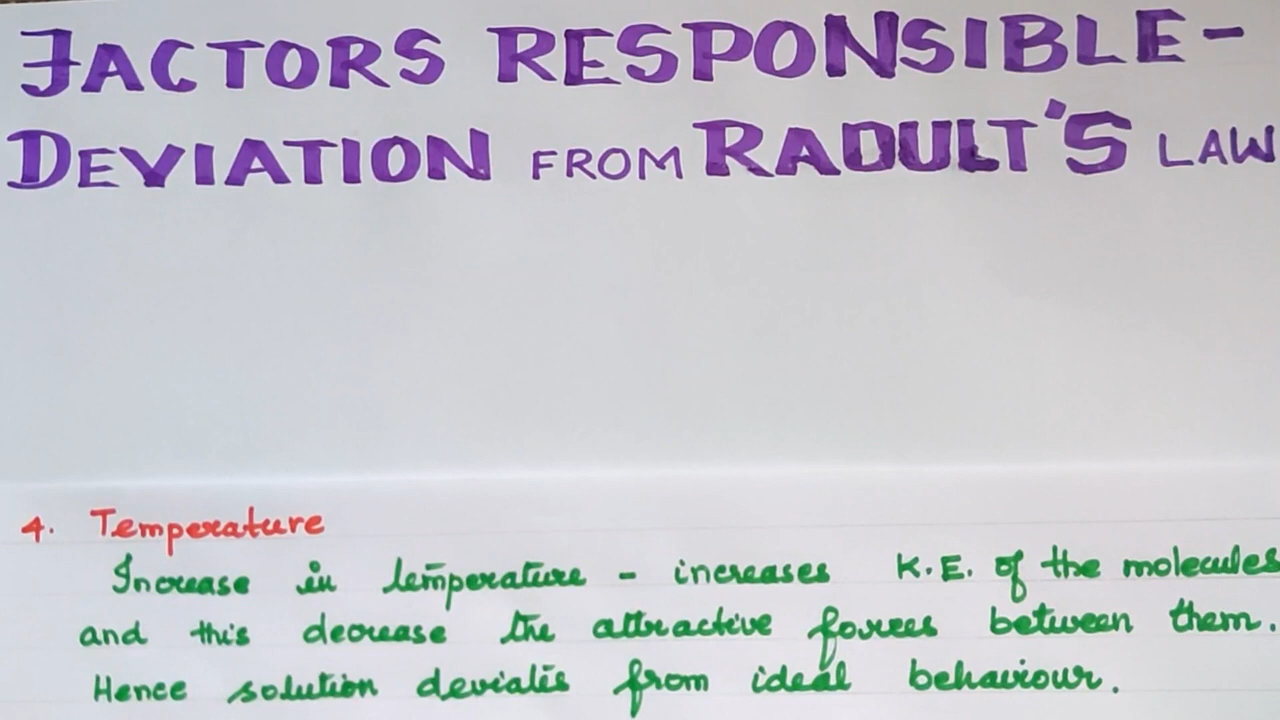 FACTORS RESPONSIBLE-
DEVIATION FROM RAOULT'S LAW
4. Temperature
Increase in temperature - increases K.E. of the molecules
and this decrease the attractive forces between them.
Hence solution deviates from ideal behaviour.